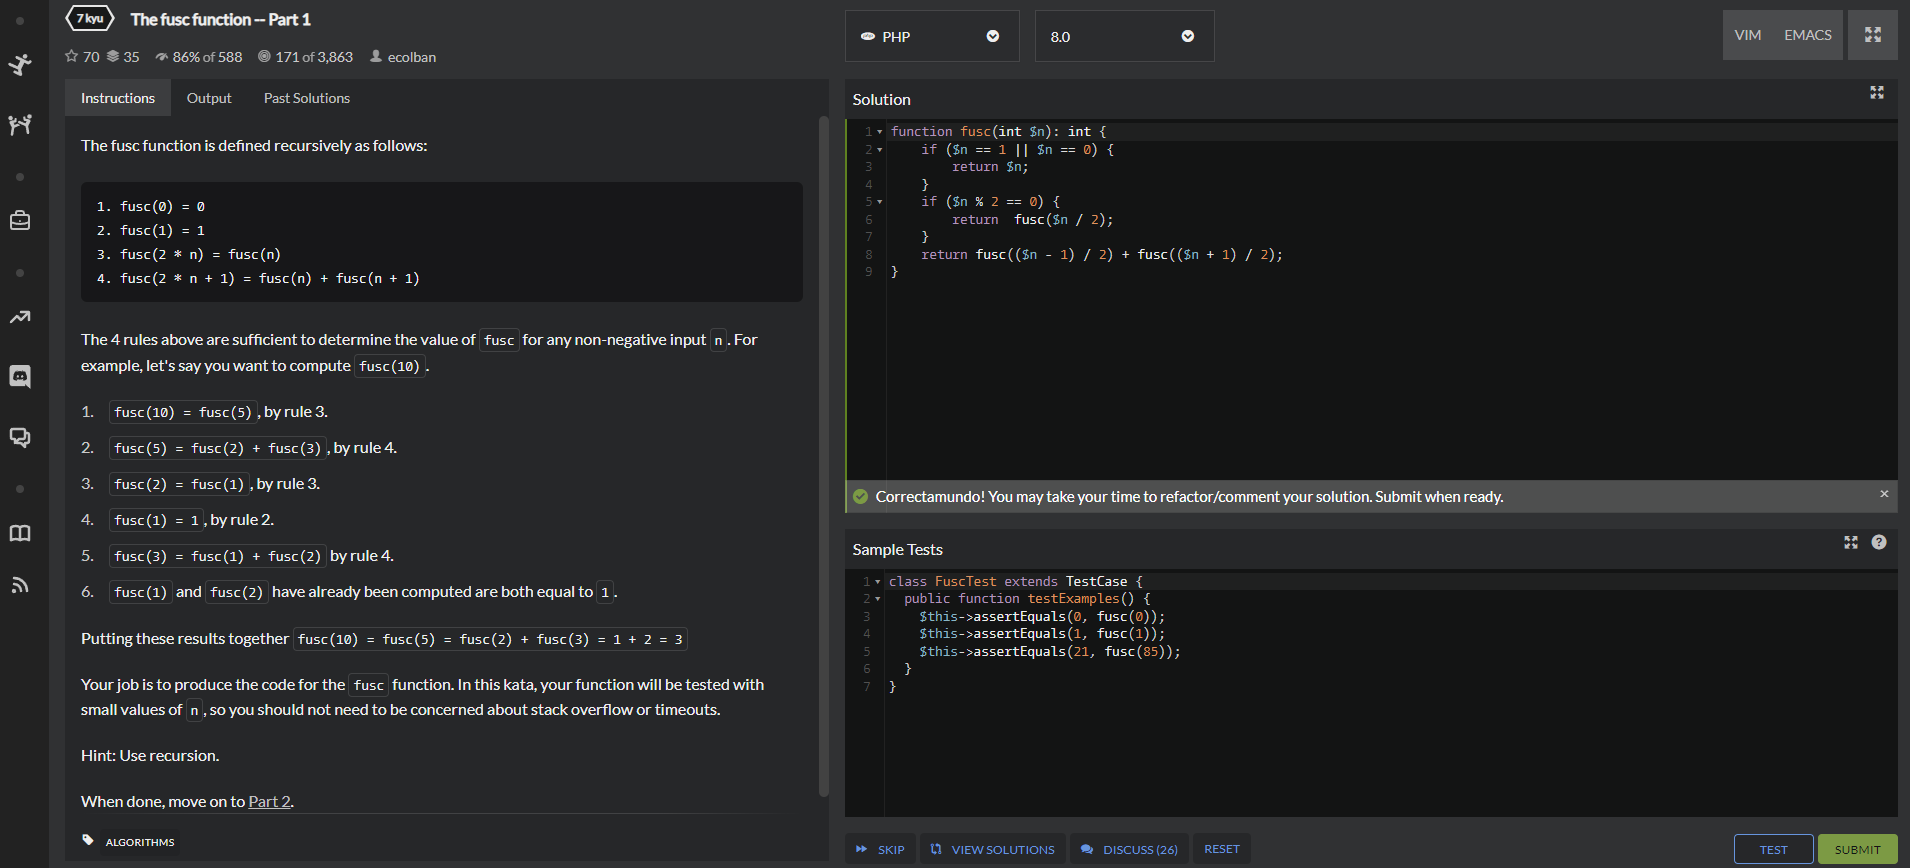 7 kyu
The fusc function -- Part 1
70 35 86% of 588 171 of 3,863 ecolban
Instructions Output Past Solutions
The fusc function is defined recursively as follows:
1. fusc(0) = 0
2. fusc(1) = 1
3. fusc(2 * n) = fusc(n)
4. fusc(2 * n + 1) = fusc(n) + fusc(n + 1)
The 4 rules above are sufficient to determine the value of fusc for any non-negative input n. For
example, let's say you want to compute fusc(10).
1. fusc(10) = fusc(5), by rule 3.
2. fusc(5) = fusc(2) + fusc(3), by rule 4.
3. fusc(2) = fusc(1), by rule 3.
4. fusc(1) = 1, by rule 2.
5. fusc(3) = fusc(1) + fusc(2) by rule 4.
6. fusc(1) and fusc(2) have already been computed are both equal to 1.
Putting these results together fusc(10) = fusc(5) = fusc(2) + fusc(3) = 1 + 2 = 3
Your job is to produce the code for the fusc function. In this kata, your function will be tested with
small values of n, so you should not need to be concerned about stack overflow or timeouts.
Hint: Use recursion.
When done, move on to Part 2.
ALGORITHMS
php PHP 8.0 VIM EMACS
Solution
1 function fusc(int $n): int {
2 if ($n == 1 || $n == 0) {
3 return $n;
4 }
5 if ($n % 2 == 0) {
6 return  fusc($n / 2);
7 }
8 return fusc(($n - 1) / 2) + fusc(($n + 1) / 2);
9 }
Correctamundo! You may take your time to refactor/comment your solution. Submit when ready. ×
Sample Tests ?
1 class FuscTest extends TestCase {
2 public function testExamples() {
3 $this->assertEquals(0, fusc(0));
4 $this->assertEquals(1, fusc(1));
5 $this->assertEquals(21, fusc(85));
6 }
7 }
SKIP VIEW SOLUTIONS DISCUSS (26) RESET TEST SUBMIT